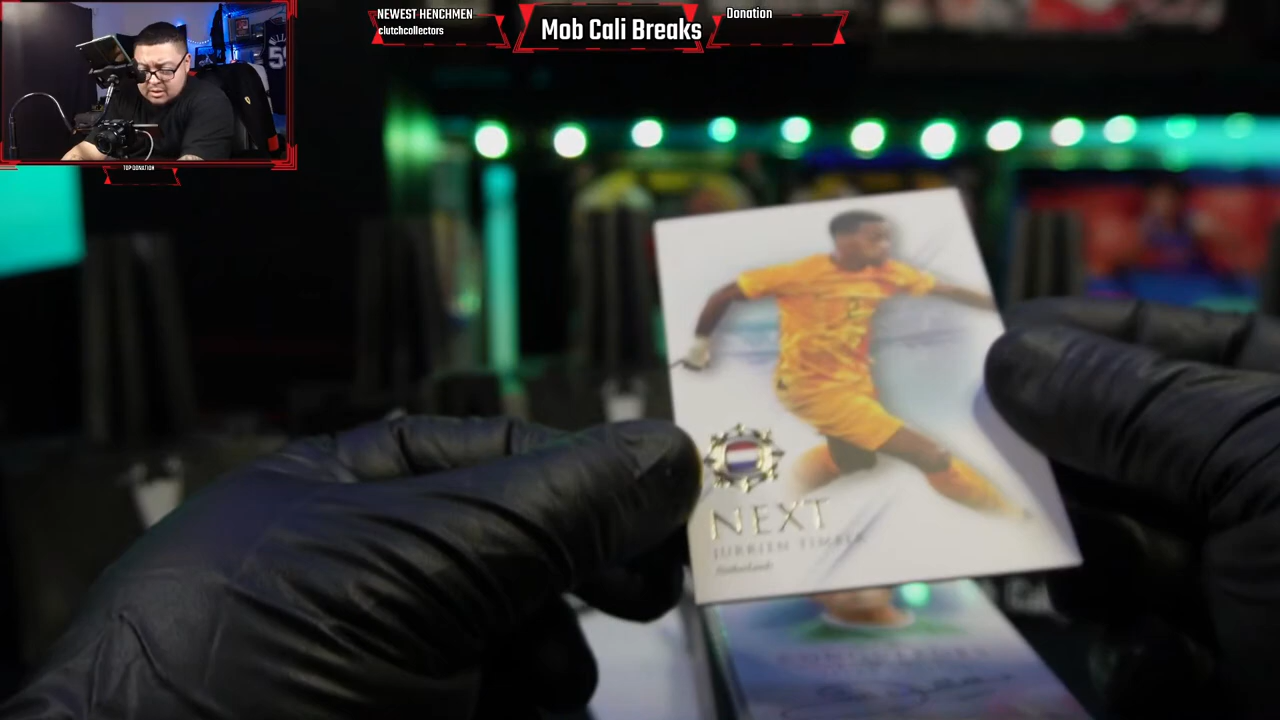 NEWEST HENCHMEN
clutchcollectors
Mob Cali Breaks
Donation
TOP DONATION
NEXT
JURRIEN TIMBER
Netherlands